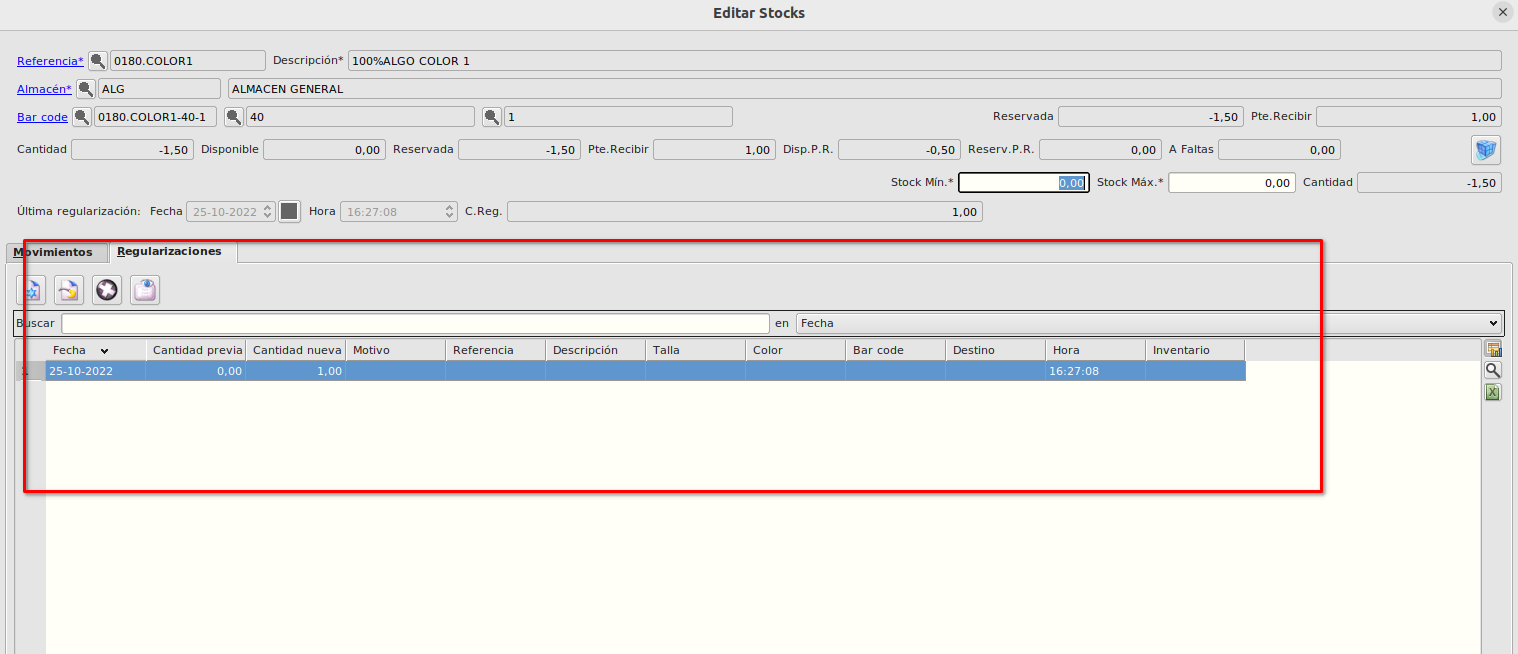 Editar Stocks
Referencia* 0180.COLOR1 Descripción* 100%ALGO COLOR 1
Almacén* ALG ALMACEN GENERAL
Bar code 0180.COLOR1-40-1 40 1 Reservada -1,50 Pte.Recibir 1,00
Cantidad -1,50 Disponible 0,00 Reservada -1,50 Pte.Recibir 1,00 Disp.P.R. -0,50 Reserv.P.R. 0,00 A Faltas 0,00
Stock Mín.* 0,00 Stock Máx.* 0,00 Cantidad -1,50
Última regularización: Fecha 25-10-2022 Hora 16:27:08 C.Reg. 1,00
Movimientos Regularizaciones
Buscar en Fecha
Fecha Cantidad previa Cantidad nueva Motivo Referencia Descripción Talla Color Bar code Destino Hora Inventario
1 25-10-2022 0,00 1,00 16:27:08